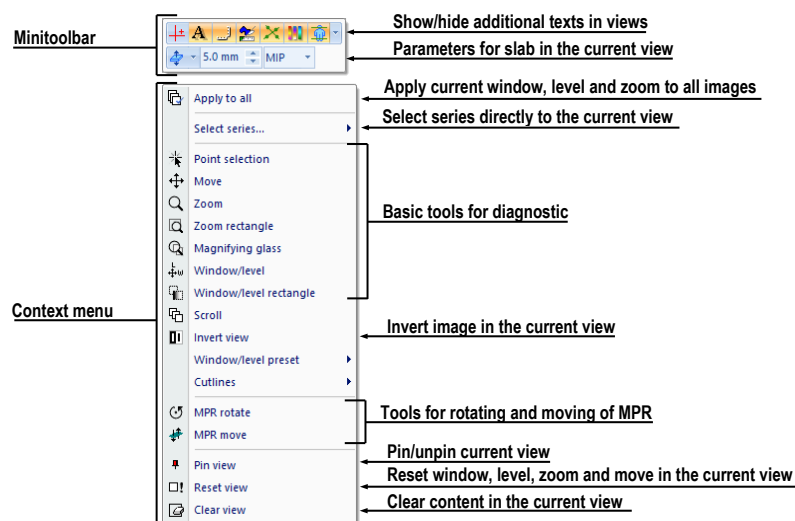 Show/hide additional texts in views
Minitoolbar
A
Parameters for slab in the current view
5.0 mm
MIP
Apply current window, level and zoom to all images
Apply to all
Select series directly to the current view
Select series...
Point selection
Move
Zoom
Basic tools for diagnostic
Zoom rectangle
Magnifying glass
Window/level
Window/level rectangle
Context menu
Scroll
Invert image in the current view
Invert view
Window/level preset
Cutlines
MPR rotate
Tools for rotating and moving of MPR
MPR move
Pin/unpin current view
Pin view
Reset window, level, zoom and move in the current view
Reset view
Clear content in the current view
Clear view